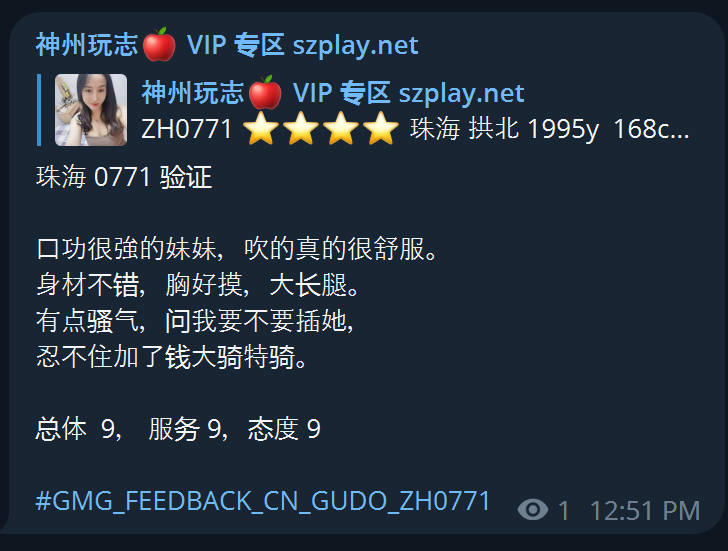 神州玩志🍎 VIP 专区 szplay.net
神州玩志🍎 VIP 专区 szplay.net
ZH0771 ⭐⭐⭐⭐ 珠海 拱北 1995y 168c...
珠海 0771 验证
口功很強的妹妹，吹的真的很舒服。
身材不错，胸好摸，大长腿。
有点骚气，问我要不要插她，
忍不住加了钱大骑特骑。
总体 9， 服务 9，态度 9
#GMG_FEEDBACK_CN_GUDO_ZH0771
1 12:51 PM